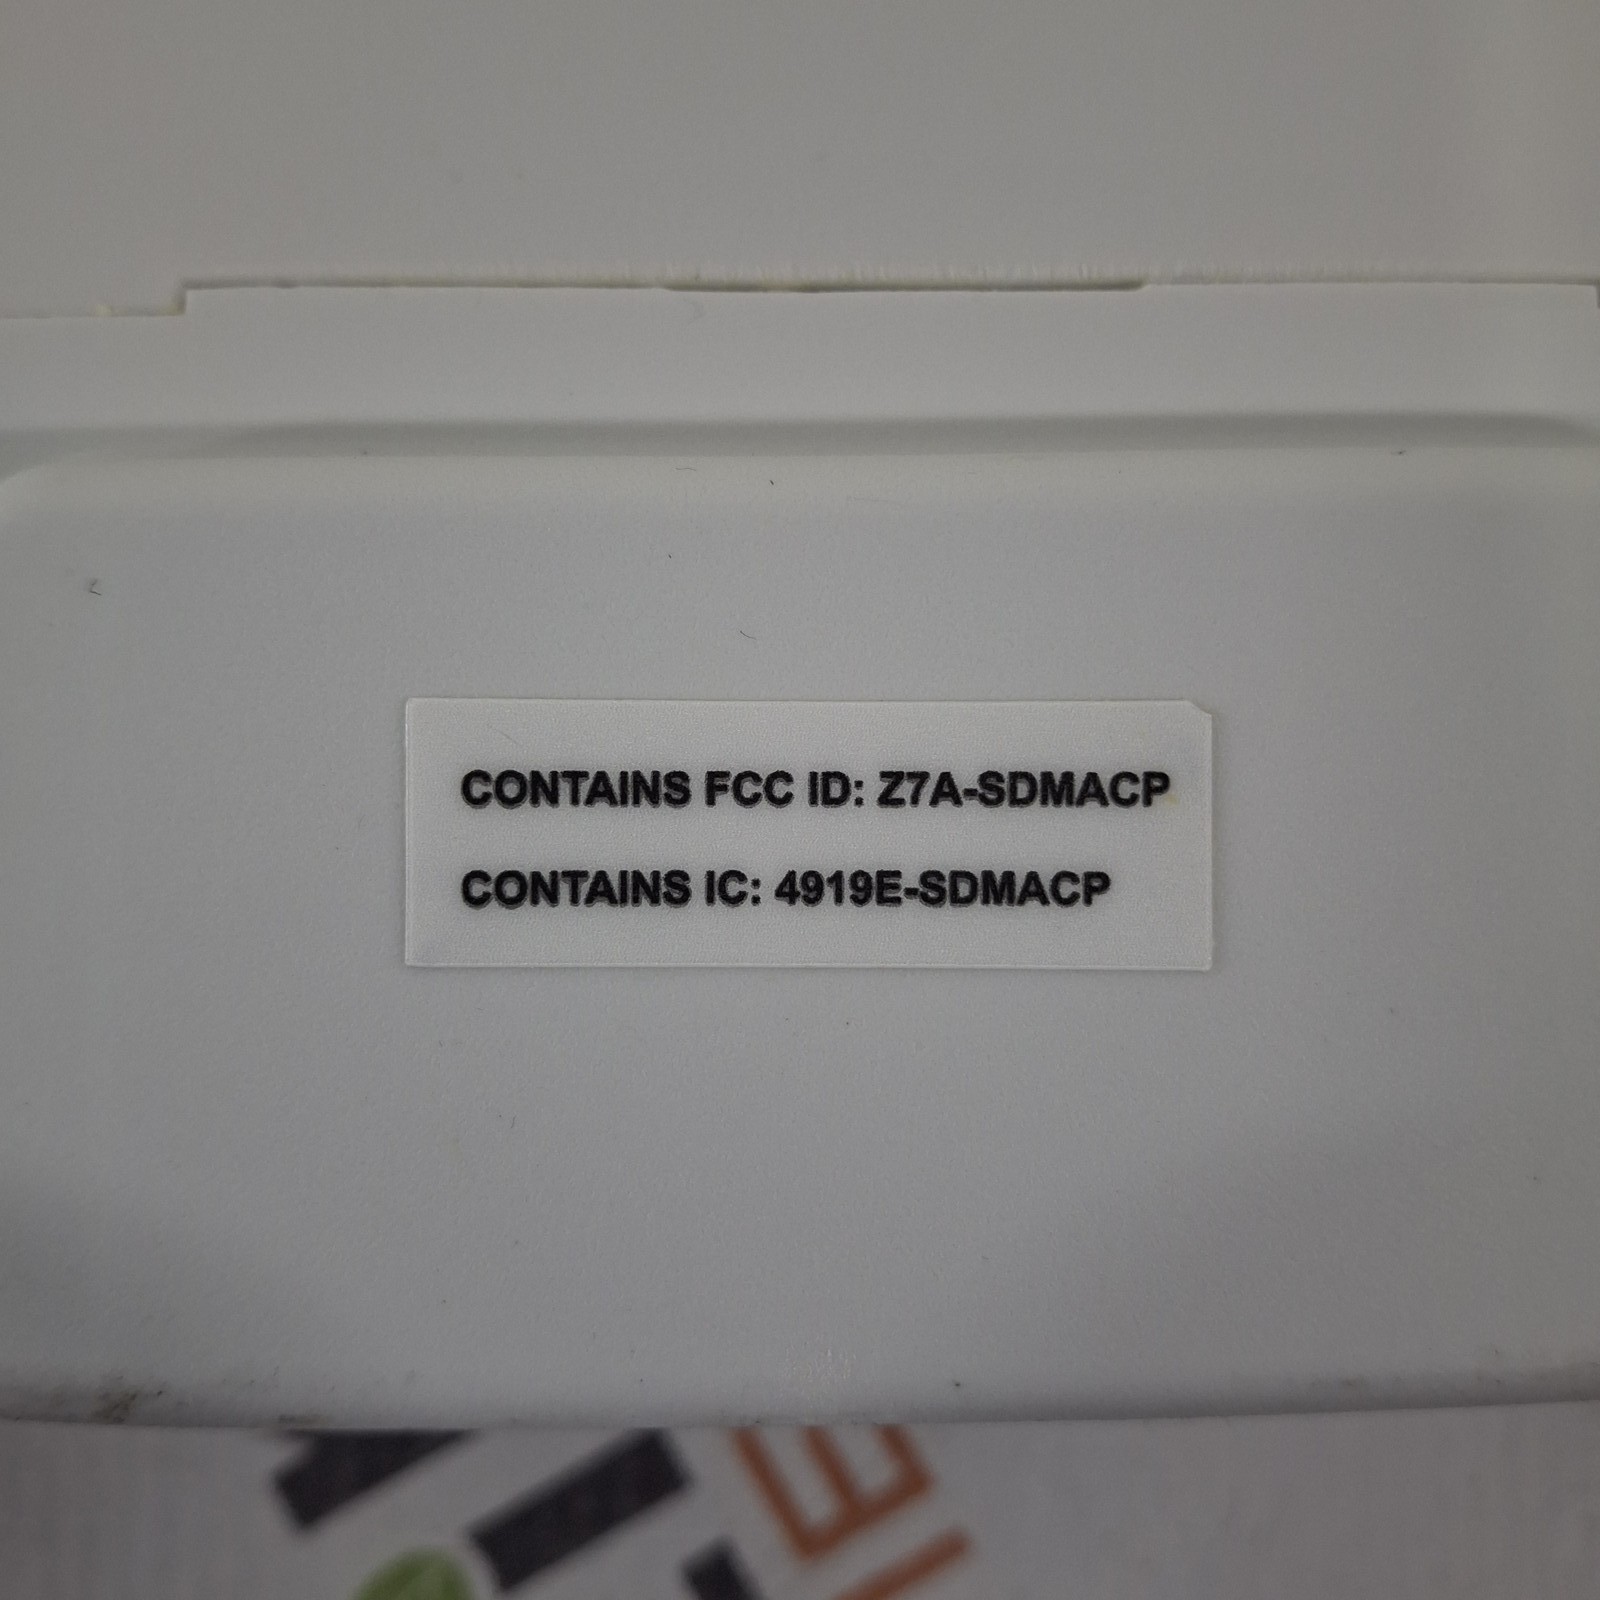 CONTAINS FCC ID: Z7A-SDMACP
CONTAINS IC: 4919E-SDMACP